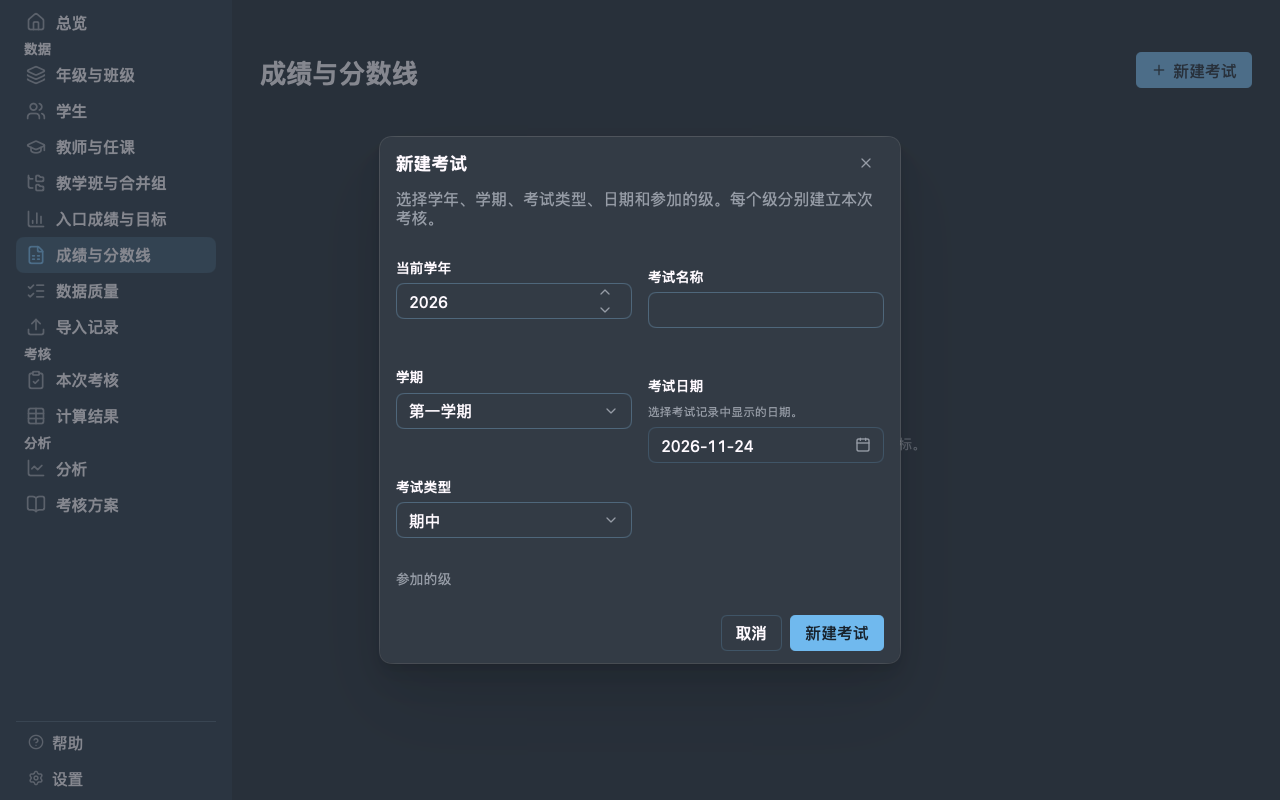 总览
数据
年级与班级
学生
教师与任课
教学班与合并组
入口成绩与目标
成绩与分数线
数据质量
导入记录
考核
本次考核
计算结果
分析
分析
考核方案
帮助
设置
成绩与分数线
新建考试
新建考试
选择学年、学期、考试类型、日期和参加的级。每个级分别建立本次
考核。
当前学年
2026
考试名称
学期
第一学期
考试日期
选择考试记录中显示的日期。
2026-11-24
考试类型
期中
参加的级
取消
新建考试
标。